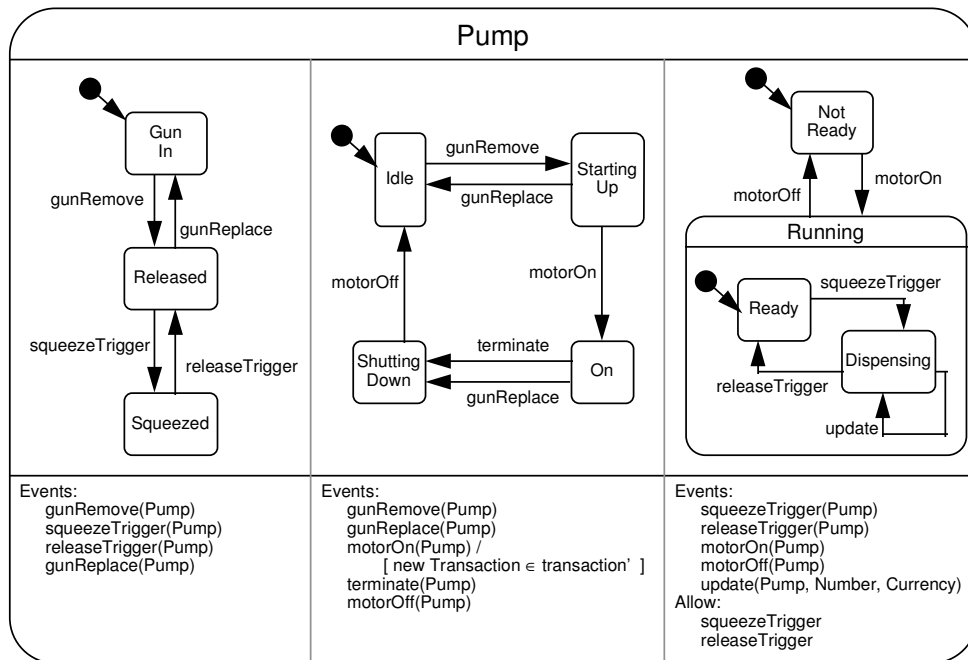 Pump
Gun
In
gunRemove
gunReplace
Released
squeezeTrigger
releaseTrigger
Squeezed
Events:
gunRemove(Pump)
squeezeTrigger(Pump)
releaseTrigger(Pump)
gunReplace(Pump)
Idle
gunRemove
gunReplace
Starting
Up
motorOff
motorOn
Shutting
Down
terminate
gunReplace
On
Events:
gunRemove(Pump)
gunReplace(Pump)
motorOn(Pump) /
[ new Transaction ∈ transaction' ]
terminate(Pump)
motorOff(Pump)
Not
Ready
motorOff
motorOn
Running
Ready
squeezeTrigger
Dispensing
releaseTrigger
update
Events:
squeezeTrigger(Pump)
releaseTrigger(Pump)
motorOn(Pump)
motorOff(Pump)
update(Pump, Number, Currency)
Allow:
squeezeTrigger
releaseTrigger